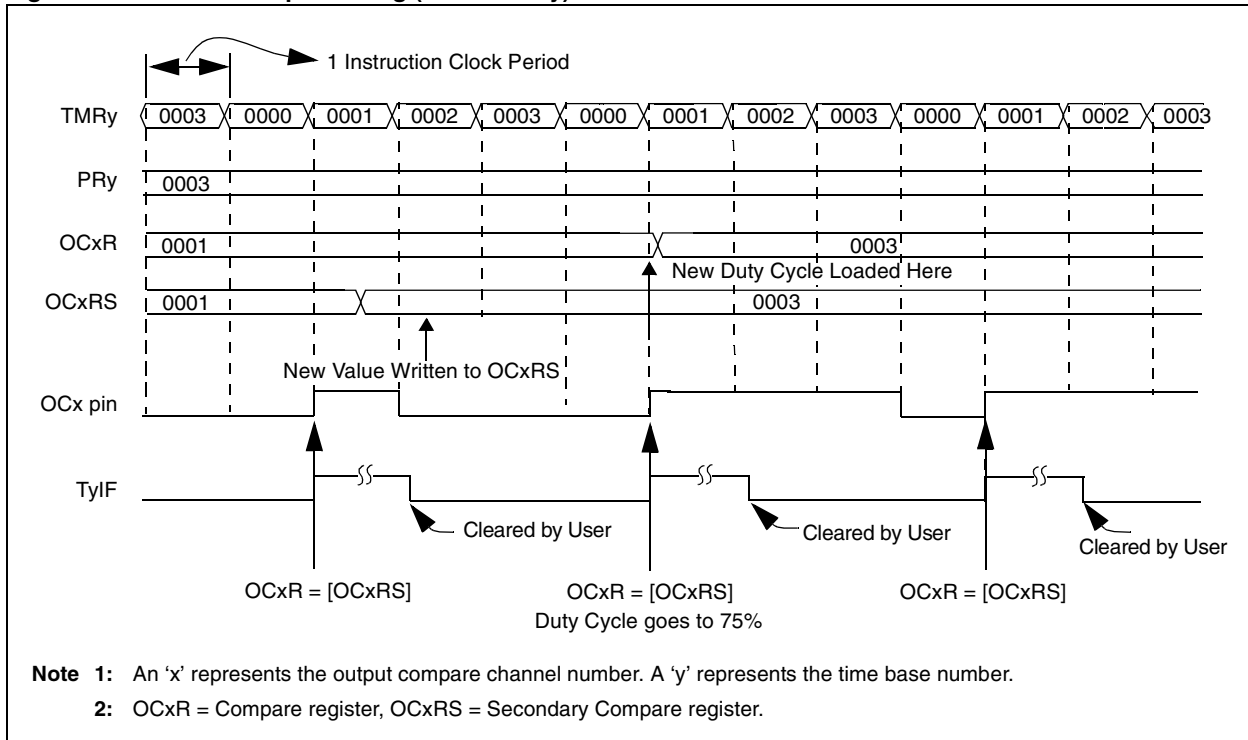 1 Instruction Clock Period
TMRy 0003 0000 0001 0002 0003 0000 0001 0002 0003 0000 0001 0002 0003
PRy 0003
OCxR 0001 0003
New Duty Cycle Loaded Here
OCxRS 0001 0003
New Value Written to OCxRS
OCx pin
TyIF
Cleared by User Cleared by User Cleared by User
OCxR = [OCxRS] OCxR = [OCxRS] OCxR = [OCxRS]
Duty Cycle goes to 75%
Note 1: An ‘x’ represents the output compare channel number. A ‘y’ represents the time base number.
2: OCxR = Compare register, OCxRS = Secondary Compare register.